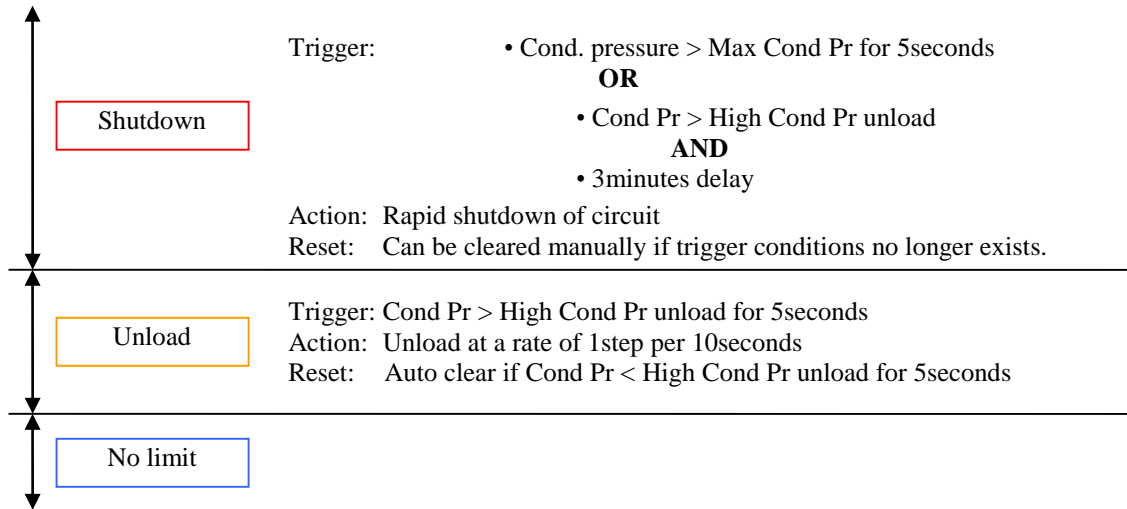 Trigger: • Cond. pressure > Max Cond Pr for 5seconds
OR
Shutdown
• Cond Pr > High Cond Pr unload
AND
• 3minutes delay
Action: Rapid shutdown of circuit
Reset: Can be cleared manually if trigger conditions no longer exists.
Trigger: Cond Pr > High Cond Pr unload for 5seconds
Unload
Action: Unload at a rate of 1step per 10seconds
Reset: Auto clear if Cond Pr < High Cond Pr unload for 5seconds
No limit